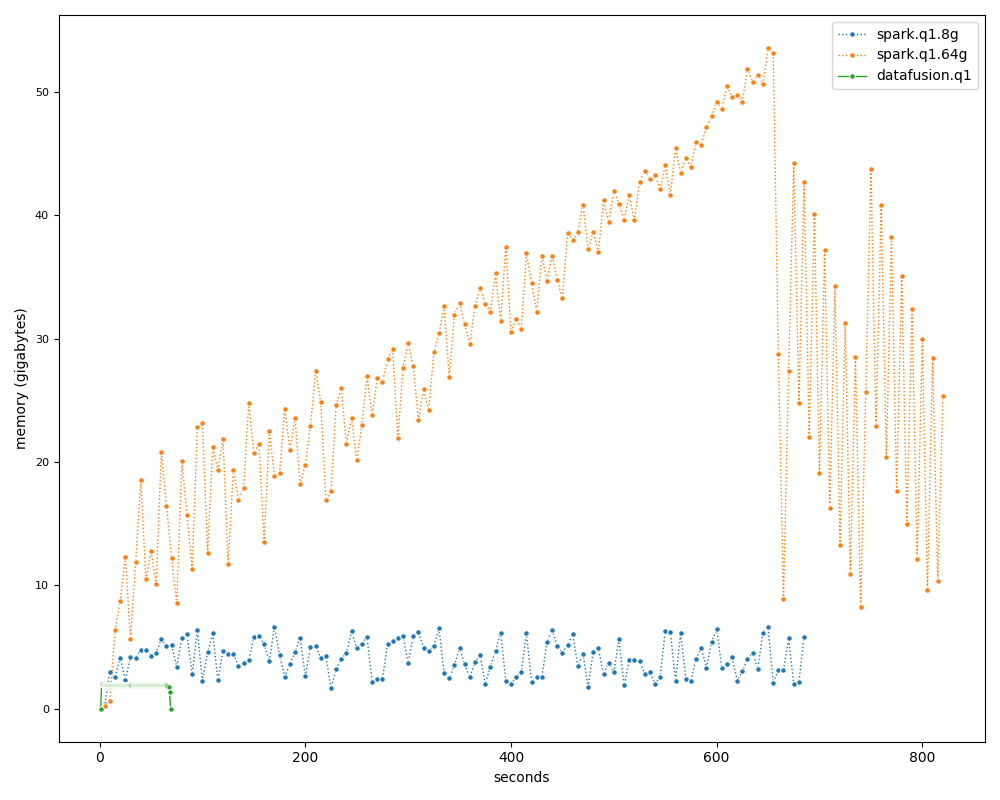 spark.q1.8g
spark.q1.64g
datafusion.q1
memory (gigabytes)
50
40
30
20
10
0
0 200 400 600 800
seconds